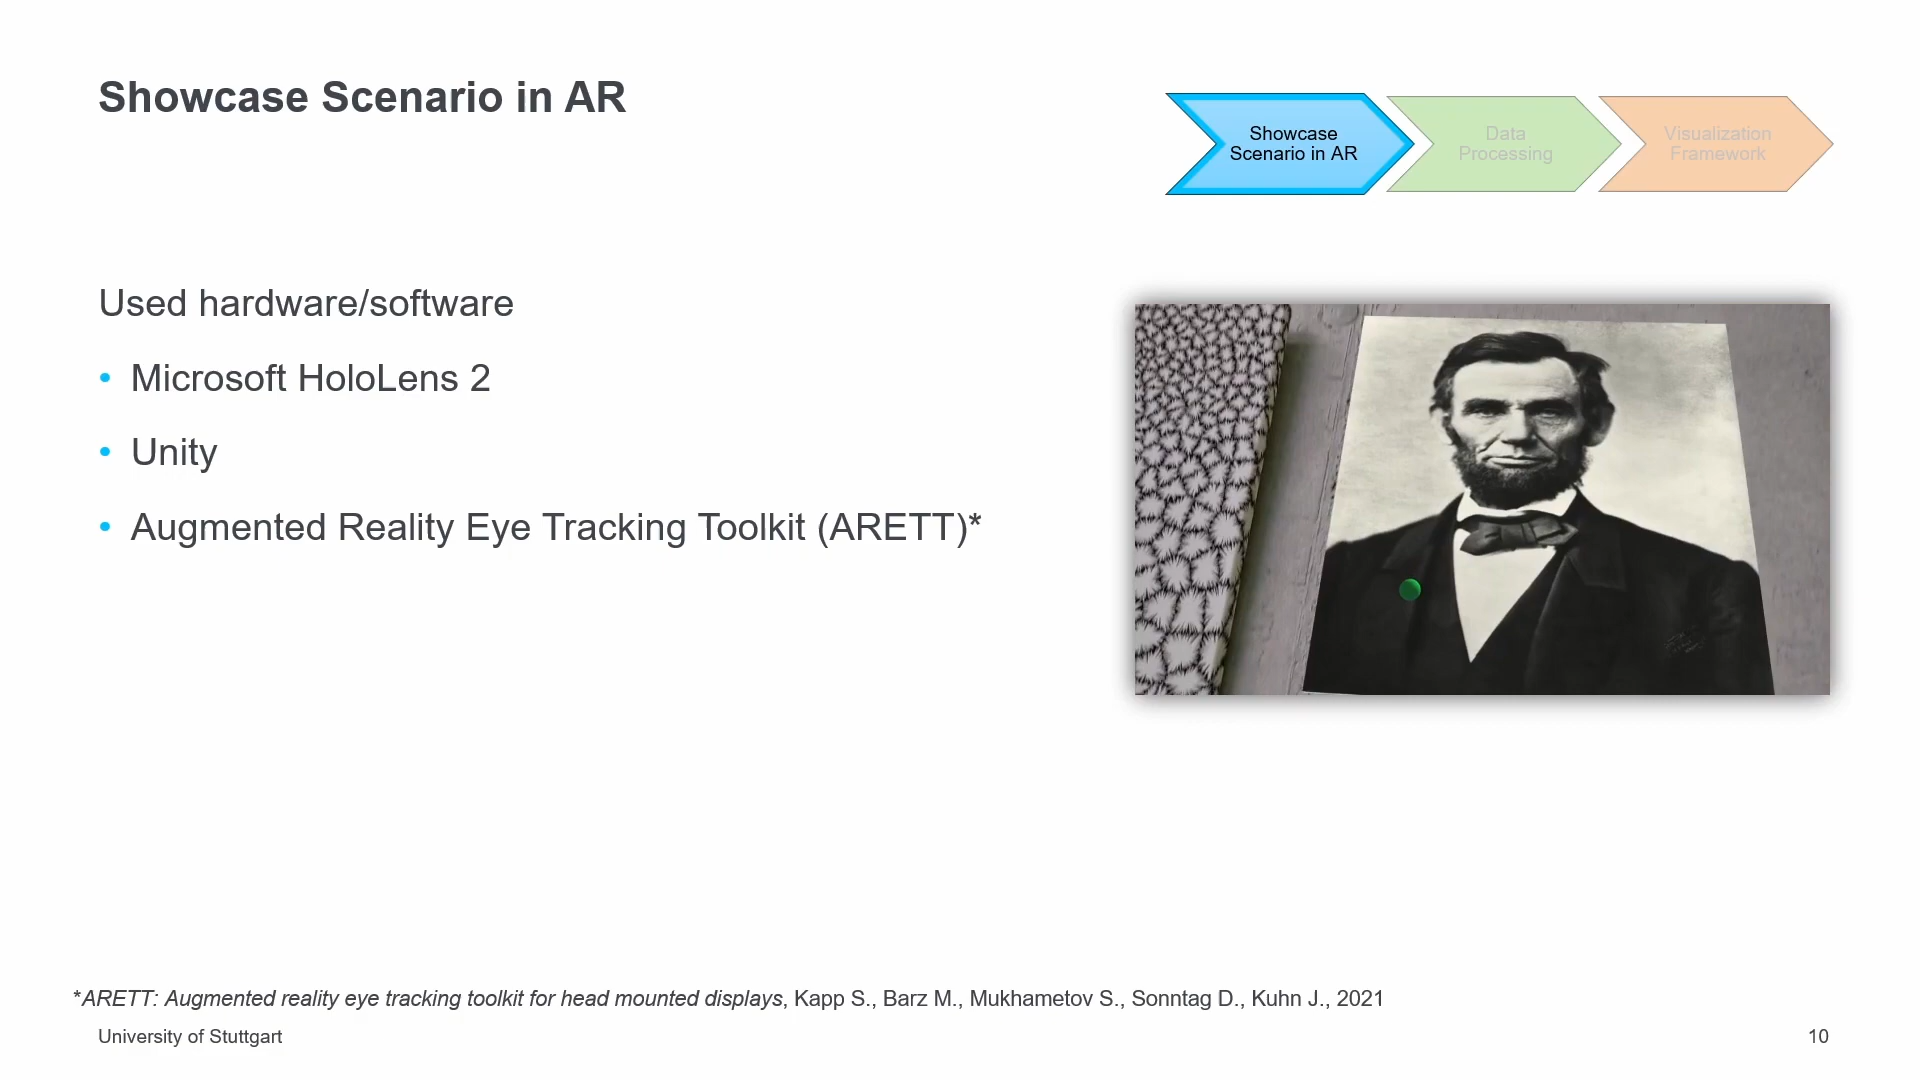 Showcase Scenario in AR
Showcase
Scenario in AR
Data
Processing
Visualization
Framework
Used hardware/software
• Microsoft HoloLens 2
• Unity
• Augmented Reality Eye Tracking Toolkit (ARETT)*
*ARETT: Augmented reality eye tracking toolkit for head mounted displays, Kapp S., Barz M., Mukhametov S., Sonntag D., Kuhn J., 2021
University of Stuttgart
10